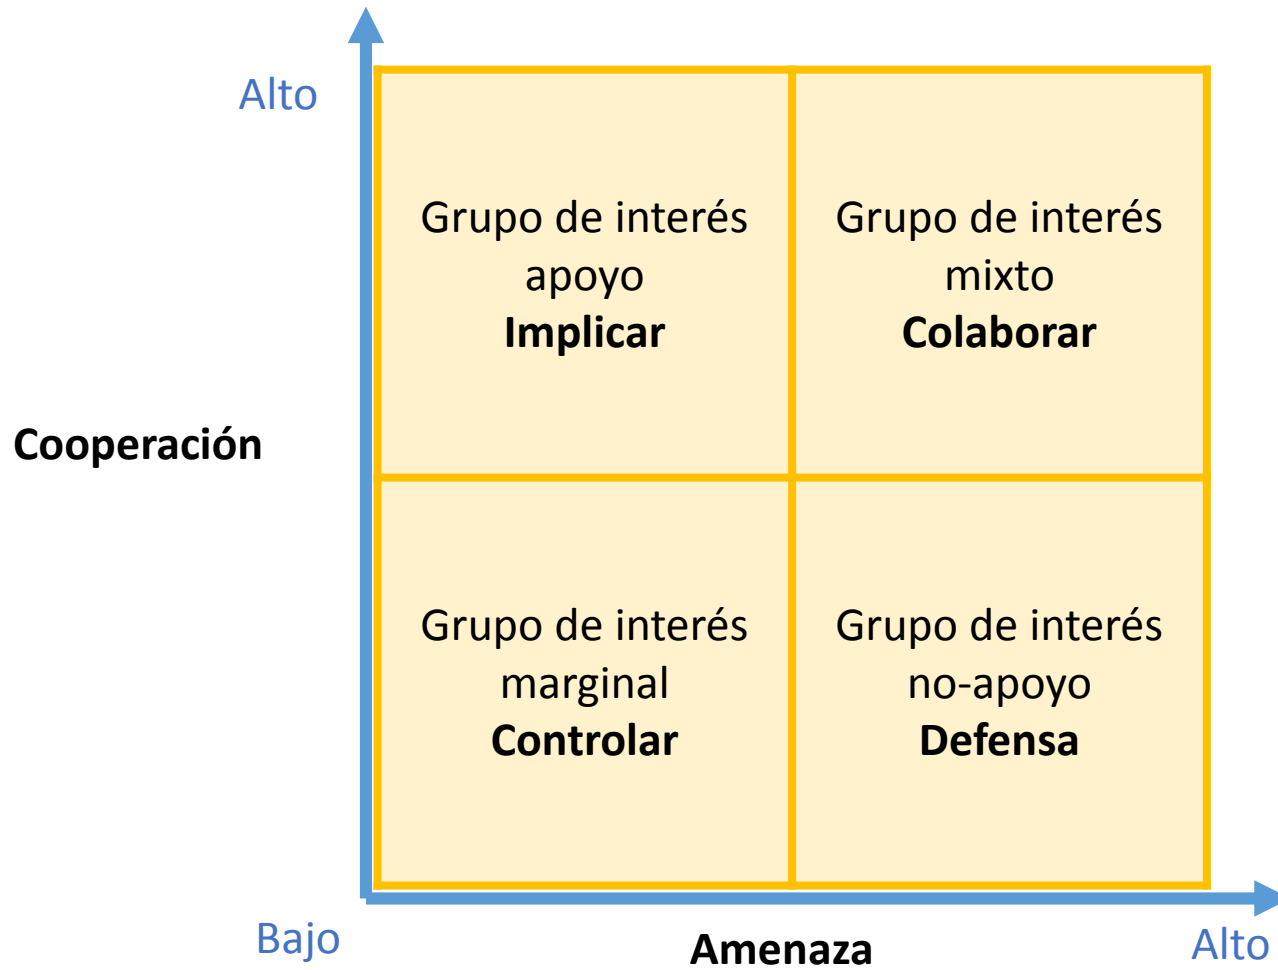 Alto
Grupo de interés
apoyo
Implicar
Grupo de interés
mixto
Colaborar
Cooperación
Grupo de interés
marginal
Controlar
Grupo de interés
no-apoyo
Defensa
Bajo
Amenaza
Alto